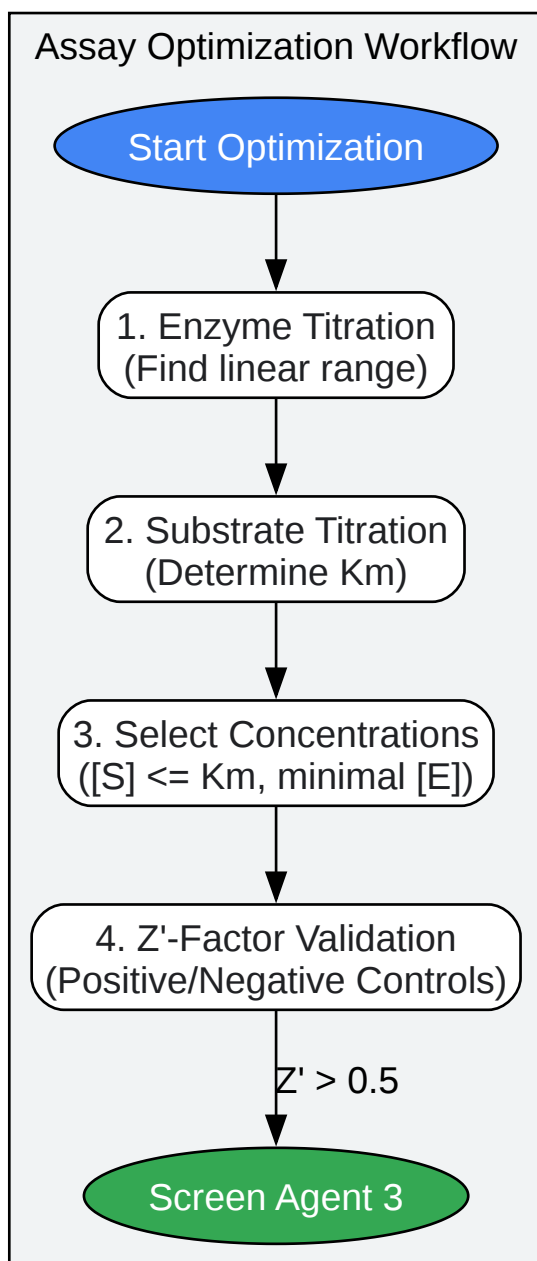 Assay Optimization Workflow
Start Optimization
1. Enzyme Titration
(Find linear range)
2. Substrate Titration
(Determine Km)
3. Select Concentrations
([S] <= Km, minimal [E])
4. Z'-Factor Validation
(Positive/Negative Controls)
Z' > 0.5
Screen Agent 3